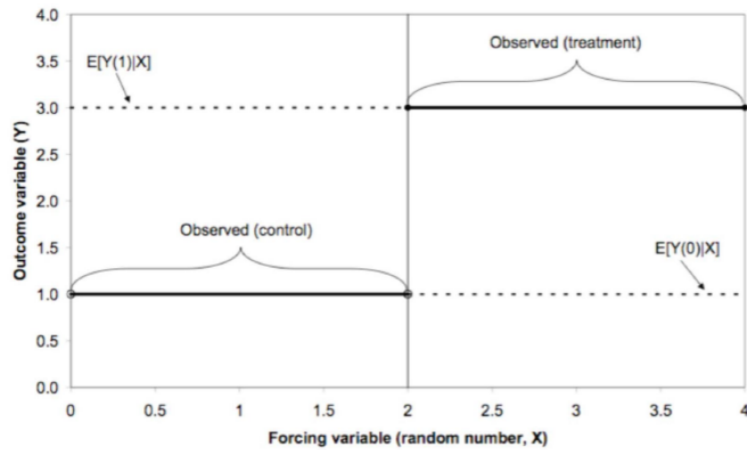 Outcome variable (Y)
4.0
3.5
3.0
2.5
2.0
1.5
1.0
0.5
0.0
E[Y(1)|X]
Observed (treatment)
Observed (control)
E[Y(0)|X]
0 0.5 1 1.5 2 2.5 3 3.5 4
Forcing variable (random number, X)